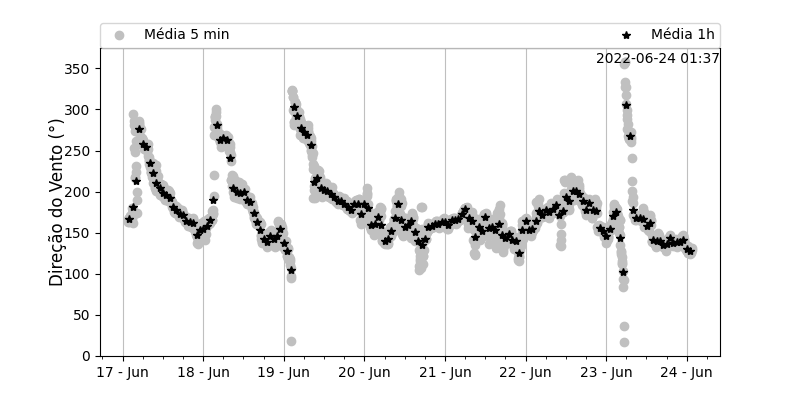 Média 5 min
Média 1h
2022-06-24 01:37
Direção do Vento (°)
350
300
250
200
150
100
50
0
17 - Jun
18 - Jun
19 - Jun
20 - Jun
21 - Jun
22 - Jun
23 - Jun
24 - Jun